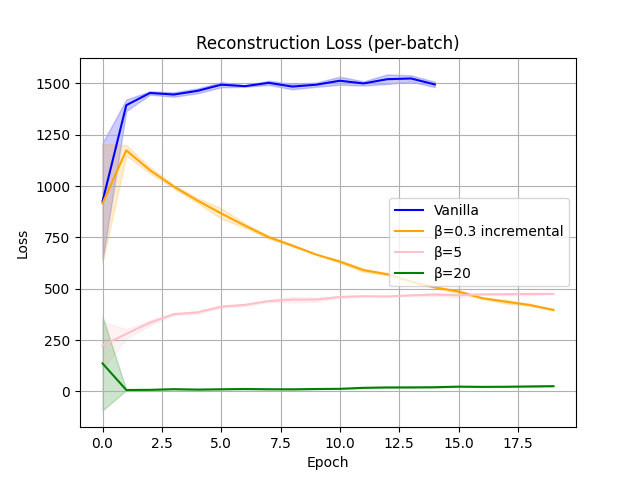 Reconstruction Loss (per-batch)
Loss
1500
1250
1000
750
500
250
0
Vanilla
β=0.3 incremental
β=5
β=20
0.0 2.5 5.0 7.5 10.0 12.5 15.0 17.5
Epoch